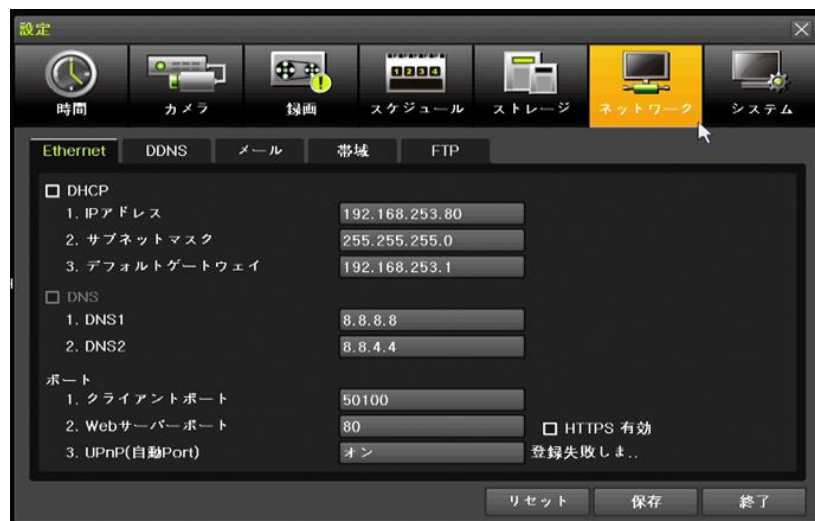 設定
時間 カメラ 録画 スケジュール ストレージ ネットワーク システム
Ethernet DDNS メール 帯域 FTP
DHCP
1. IPアドレス 192.168.253.80
2. サブネットマスク 255.255.255.0
3. デフォルトゲートウェイ 192.168.253.1
DNS
1. DNS1 8.8.8.8
2. DNS2 8.8.4.4
ポート
1. クライアントポート 50100
2. Webサーバーポート 80 HTTPS 有効
3. UPnP(自動Port) オン 登録失敗しま..
リセット 保存 終了